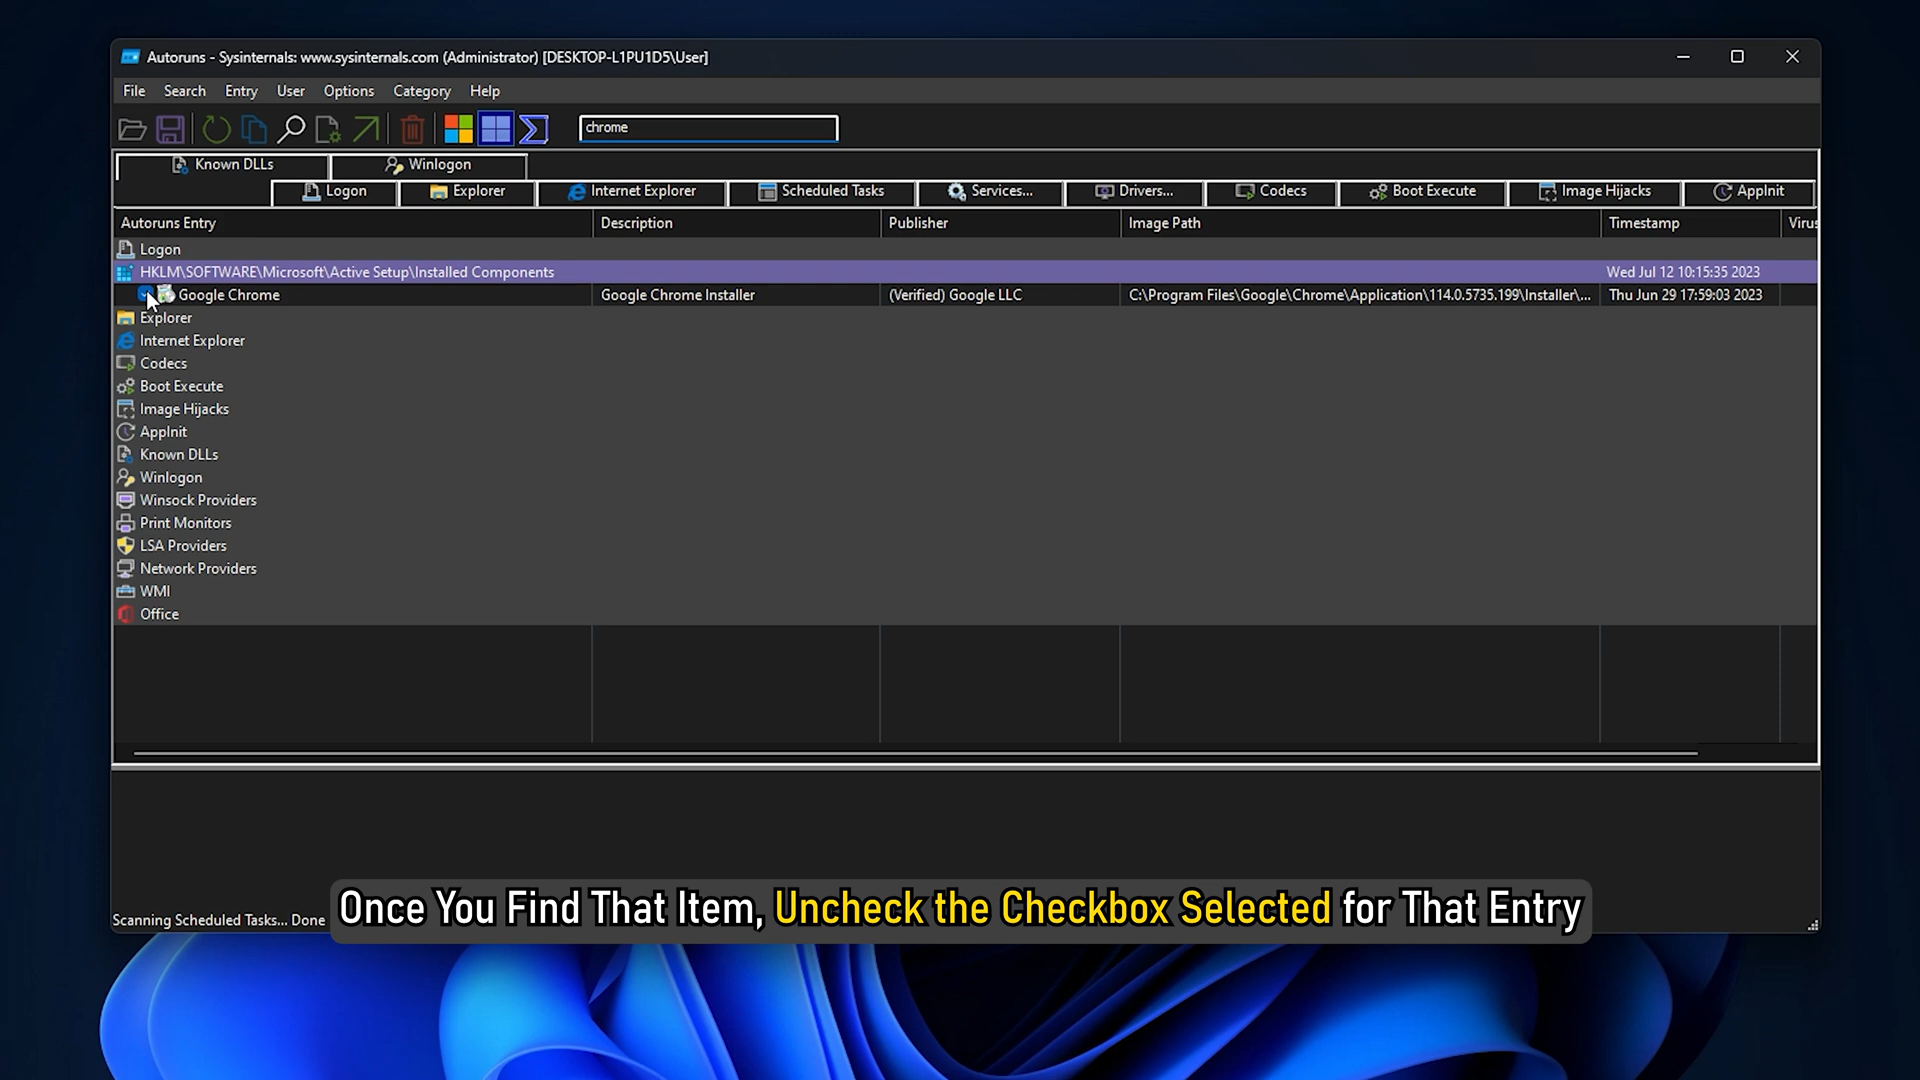 Autoruns - Sysinternals: www.sysinternals.com (Administrator) [DESKTOP-L1PU1D5\User]
File Search Entry User Options Category Help
chrome
Known DLLs Winlogon
Logon Explorer Internet Explorer Scheduled Tasks Services... Drivers... Codecs Boot Execute Image Hijacks AppInit
Autoruns Entry Description Publisher Image Path Timestamp Virus
Logon
HKLM\SOFTWARE\Microsoft\Active Setup\Installed Components Wed Jul 12 10:15:35 2023
Google Chrome Google Chrome Installer (Verified) Google LLC C:\Program Files\Google\Chrome\Application\114.0.5735.199\Installer\... Thu Jun 29 17:59:03 2023
Explorer
Internet Explorer
Codecs
Boot Execute
Image Hijacks
AppInit
Known DLLs
Winlogon
Winsock Providers
Print Monitors
LSA Providers
Network Providers
WMI
Office
Once You Find That Item, Uncheck the Checkbox Selected for That Entry
Scanning Scheduled Tasks... Done